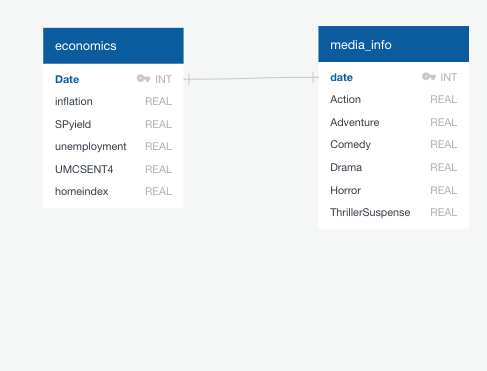 economics
Date INT
inflation REAL
SPyield REAL
unemployment REAL
UMCSENT4 REAL
homeindex REAL
media_info
date INT
Action REAL
Adventure REAL
Comedy REAL
Drama REAL
Horror REAL
ThrillerSuspense REAL